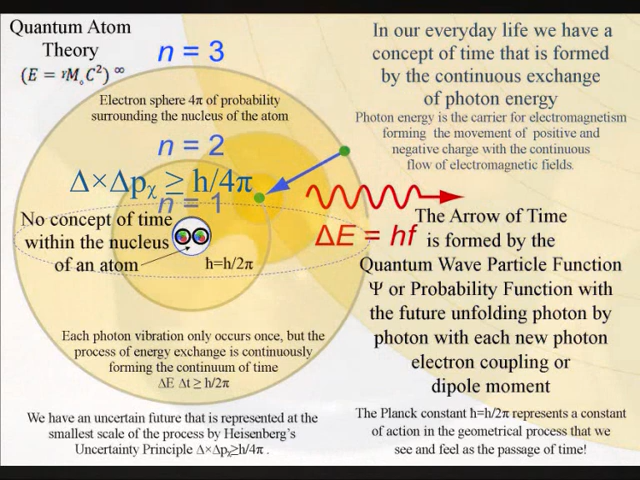 Quantum Atom
Theory
(E = γM₀C²) ∞
n = 3
Electron sphere 4π of probability
surrounding the nucleus of the atom
n = 2
Δ×Δpᵪ ≥ h/4π
n = 1
No concept of time
within the nucleus
of an atom
h=h/2π
Each photon vibration only occurs once, but the
process of energy exchange is continuously
forming the continuum of time
ΔE Δt ≥ h/2π
We have an uncertain future that is represented at the
smallest scale of the process by Heisenberg's
Uncertainty Principle Δ×Δpᵪ≥h/4π .
In our everyday life we have a
concept of time that is formed
by the continuous exchange
of photon energy
Photon energy is the carrier for electromagnetism
forming the movement of positive and
negative charge with the continuous
flow of electromagnetic fields.
ΔE = hf
The Arrow of Time
is formed by the
Quantum Wave Particle Function
Ψ or Probability Function with
the future unfolding photon by
photon with each new photon
electron coupling or
dipole moment
The Planck constant h=h/2π represents a constant
of action in the geometrical process that we
see and feel as the passage of time!